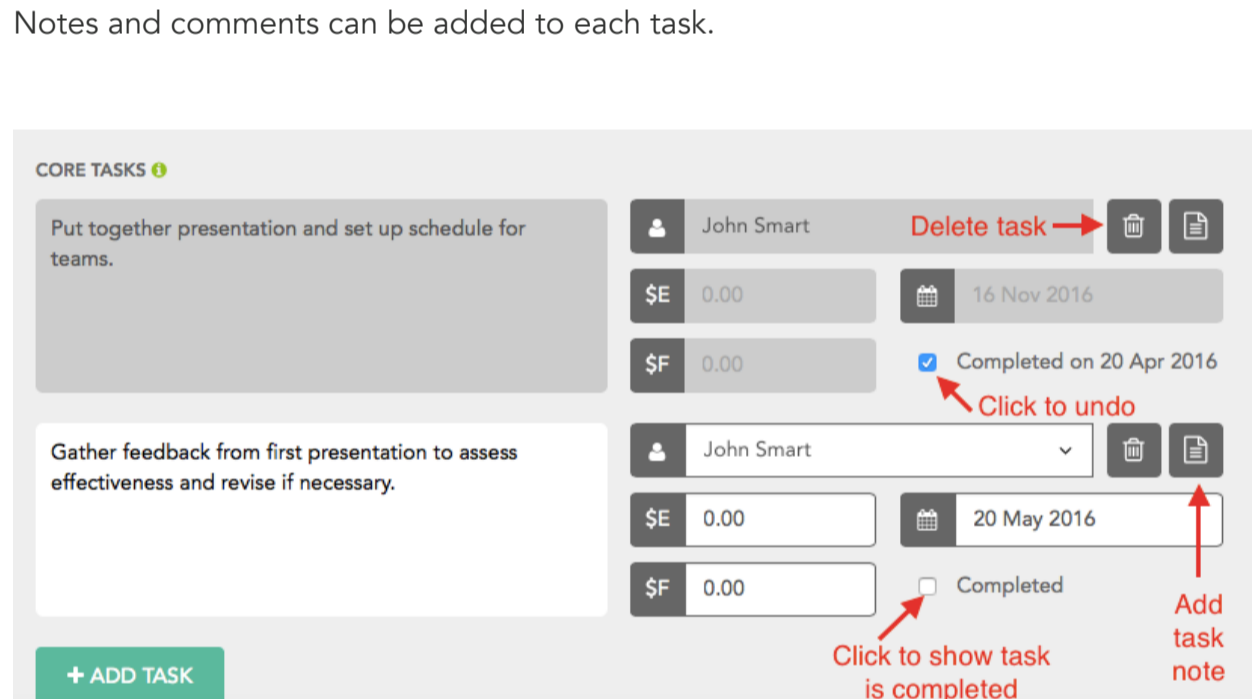 Notes and comments can be added to each task.
CORE TASKS
Put together presentation and set up schedule for
teams.
John Smart
Delete task
$E 0.00
16 Nov 2016
$F 0.00
Completed on 20 Apr 2016
Click to undo
Gather feedback from first presentation to assess
effectiveness and revise if necessary.
John Smart
$E 0.00
20 May 2016
$F 0.00
Completed
Click to show task
is completed
Add
task
note
+ ADD TASK